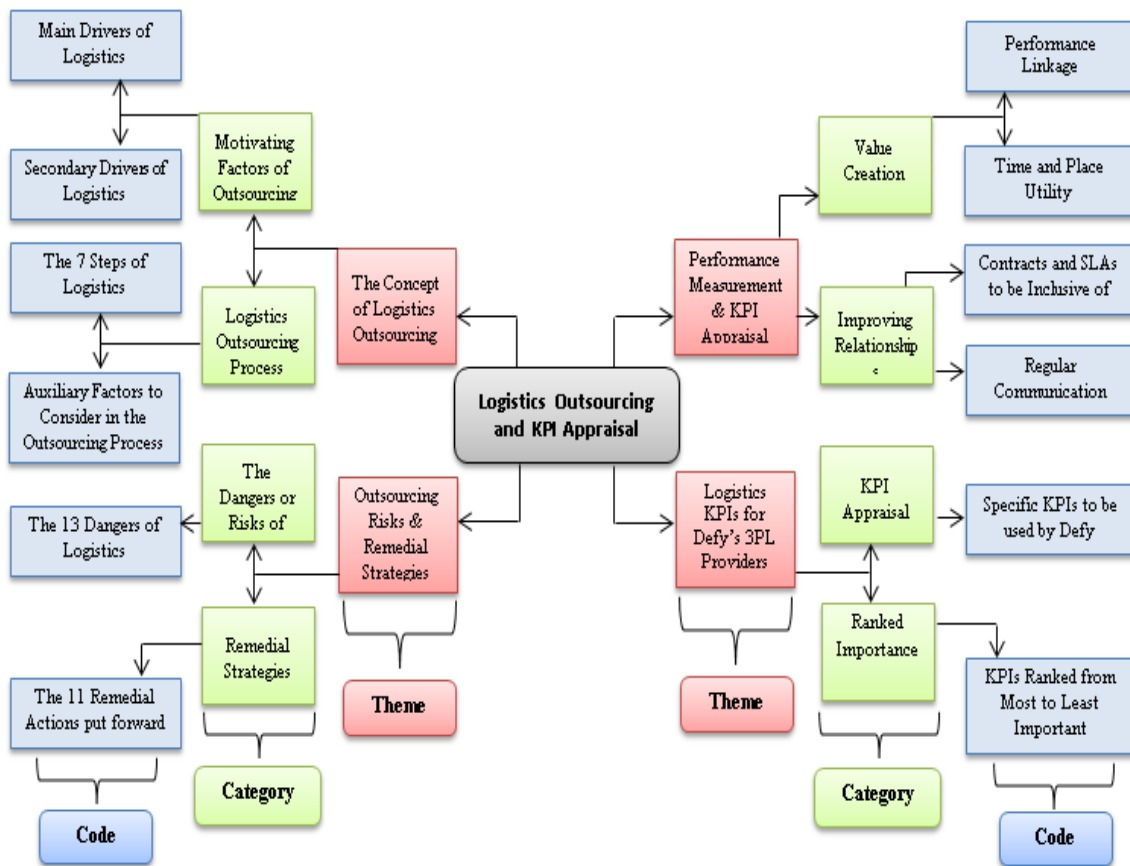 Main Drivers of
Logistics
Secondary Drivers of
Logistics
Motivating
Factors of
Outsourcing
The 7 Steps of
Logistics
Auxiliary Factors to
Consider in the
Outsourcing Process
Logistics
Outsourcing
Process
The Concept
of Logistics
Outsourcing
Performance
Linkage
Time and Place
Utility
Value
Creation
Performance
Measurement
& KPI
Appraisal
Contracts and SLAs
to be Inclusive of
Improving
Relationship
Regular
Communication
Logistics Outsourcing
and KPI Appraisal
The
Dangers or
Risks of
The 13 Dangers of
Logistics
Outsourcing
Risks &
Remedial
Strategies
Remedial
Strategies
The 11 Remedial
Actions put forward
Logistics
KPIs for
Defy's 3PL
Providers
KPI
Appraisal
Specific KPIs to be
used by Defy
Ranked
Importance
KPIs Ranked from
Most to Least
Important
Theme
Category
Code
Theme
Category
Code